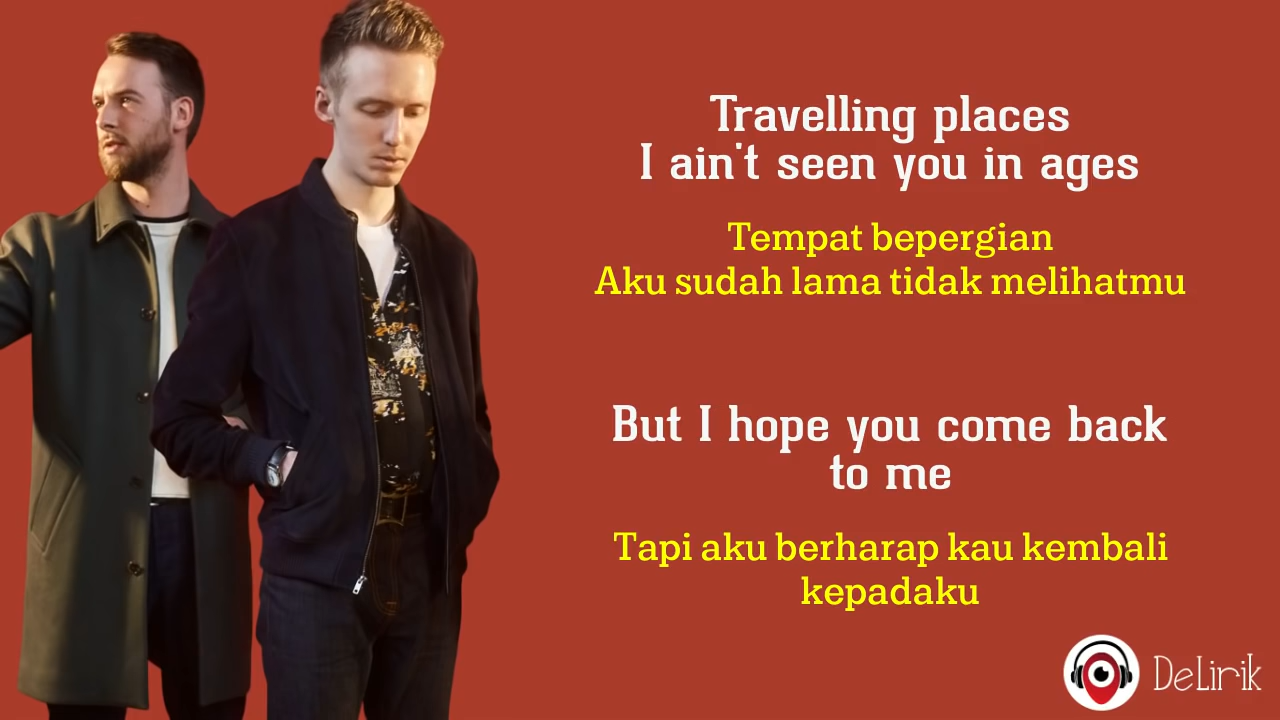 Travelling places
I ain't seen you in ages
Tempat bepergian
Aku sudah lama tidak melihatmu
But I hope you come back
to me
Tapi aku berharap kau kembali
kepadaku
DeLirik